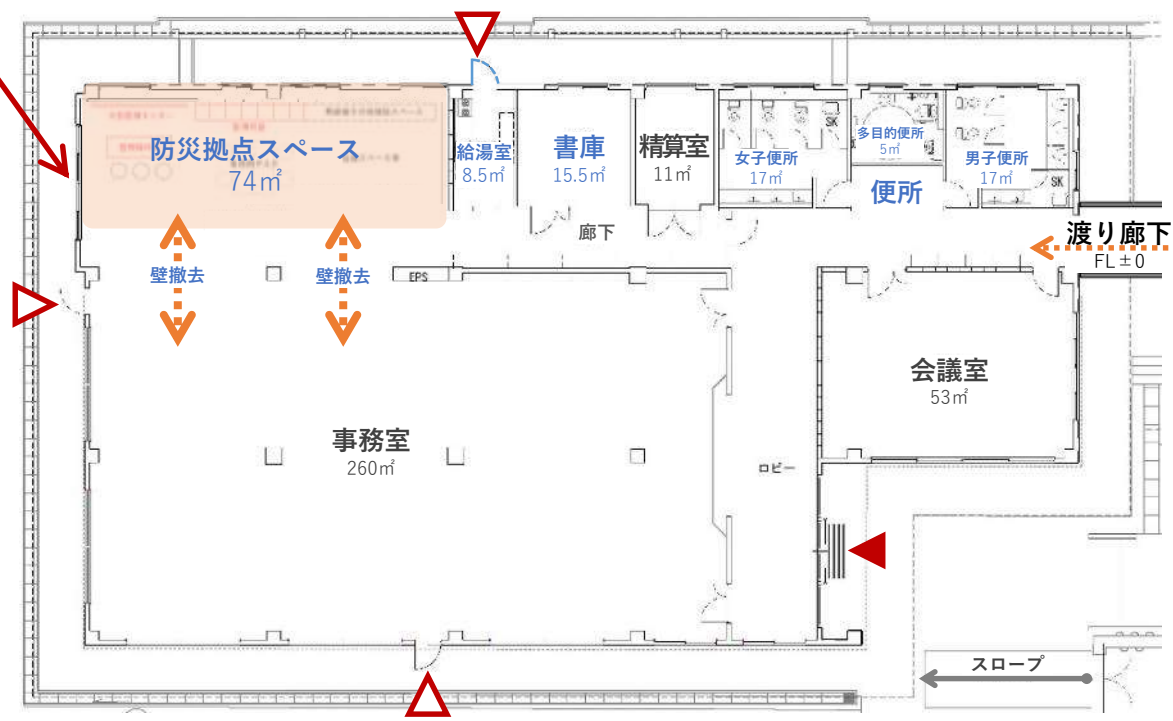 防災拠点スペース
74㎡
給湯室
8.5㎡
書庫
15.5㎡
精算室
11㎡
女子便所
17㎡
SK
多目的便所
5㎡
男子便所
17㎡
SK
便所
廊下
渡り廊下
FL±0
壁撤去
壁撤去
EPS
会議室
53㎡
事務室
260㎡
ロビー
スロープ